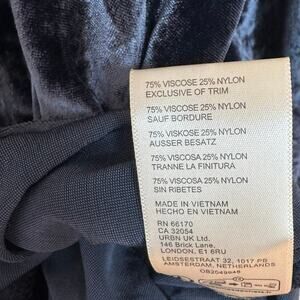 75% VISCOSE 25% NYLON
EXCLUSIVE OF TRIM
75% VISCOSE 25% NYLON
SAUF BORDURE
75% VISKOSE 25% NYLON
AUSSER BESATZ
75% VISCOSA 25% NYLON
TRANNE LA FINITURA
75% VISCOSA 25% NYLON
SIN RIBETES
MADE IN VIETNAM
HECHO EN VIETNAM
RN 66170
CA 32054
URBN UK Ltd.
146 Brick Lane,
LONDON, E1 6RU
LEIDSESTRAAT 32, 1017 PB
AMSTERDAM, NETHERLANDS